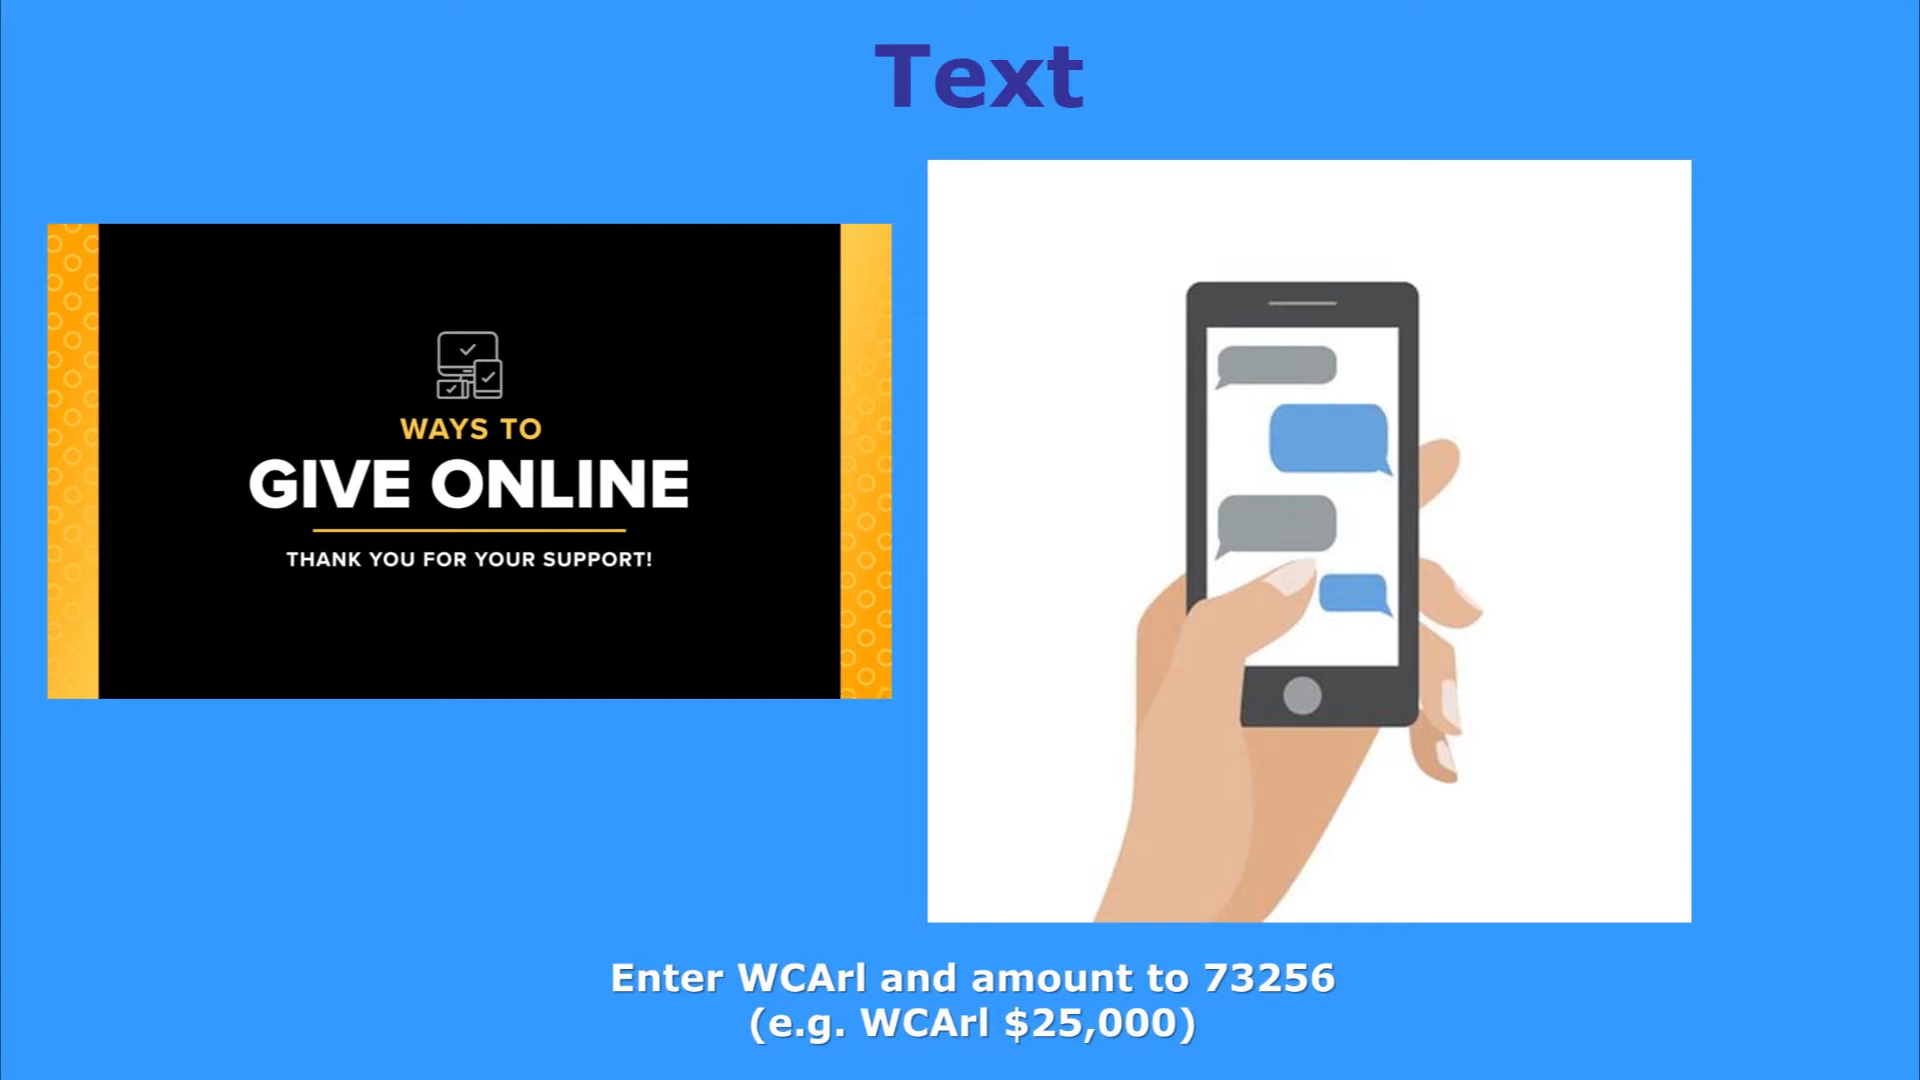 Text
WAYS TO
GIVE ONLINE
THANK YOU FOR YOUR SUPPORT!
Enter WCArl and amount to 73256
(e.g. WCArl $25,000)